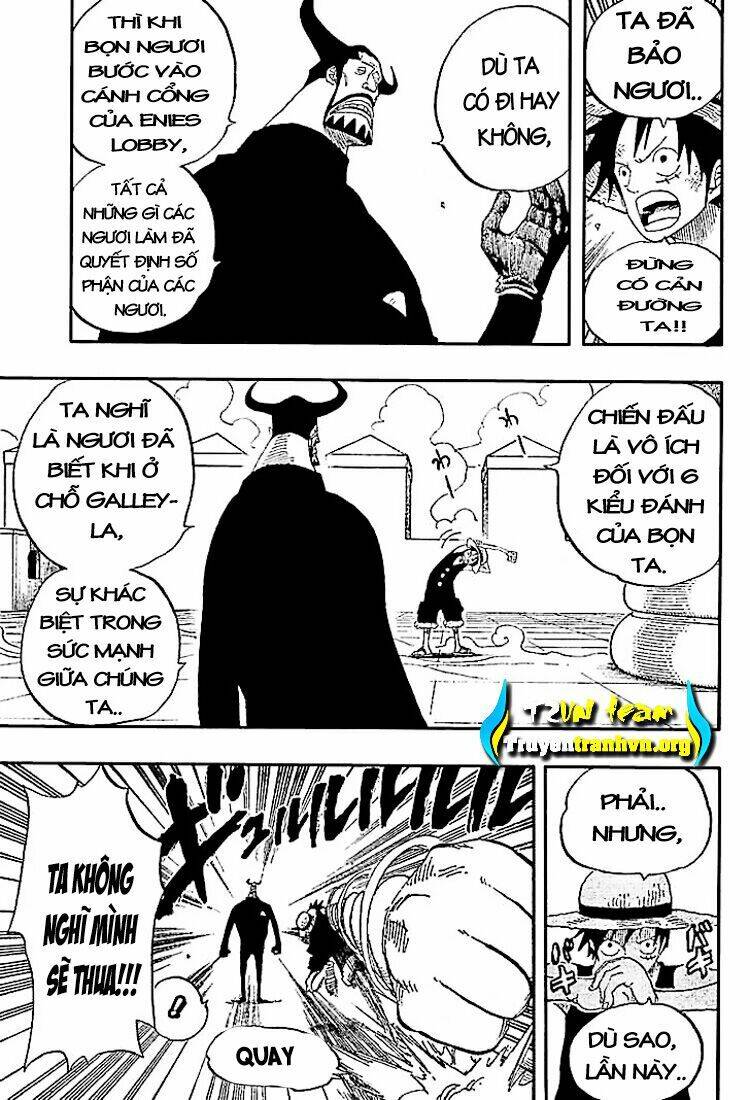 TA ĐÃ
BẢO
NGƯƠI..
ĐỪNG
CÓ CẢN
ĐƯỜNG
TA!!
DÙ TA
CÓ ĐI HAY
KHÔNG,
THÌ KHI
BỌN NGƯƠI
BƯỚC VÀO
CÁNH CỔNG
CỦA ENIES
LOBBY,
TẤT CẢ
NHỮNG GÌ CÁC
NGƯƠI LÀM ĐÃ
QUYẾT ĐỊNH SỐ
PHẬN CỦA CÁC
NGƯƠI.
CHIẾN ĐẤU
LÀ VÔ ÍCH
ĐỐI VỚI 6
KIỂU ĐÁNH
CỦA BỌN
TA.
TA NGHĨ
LÀ NGƯƠI ĐÃ
BIẾT KHI Ở
CHỖ GALLEY-
LA,
SỰ KHÁC
BIỆT TRONG
SỨC MẠNH
GIỮA CHÚNG
TA..
TZVN team
Truyentranhvn.org
PHẢI..
NHƯNG,
DÙ SAO,
LẦN NÀY..
TA KHÔNG
NGHĨ MÌNH
SẼ THUA!!!
!
QUAY